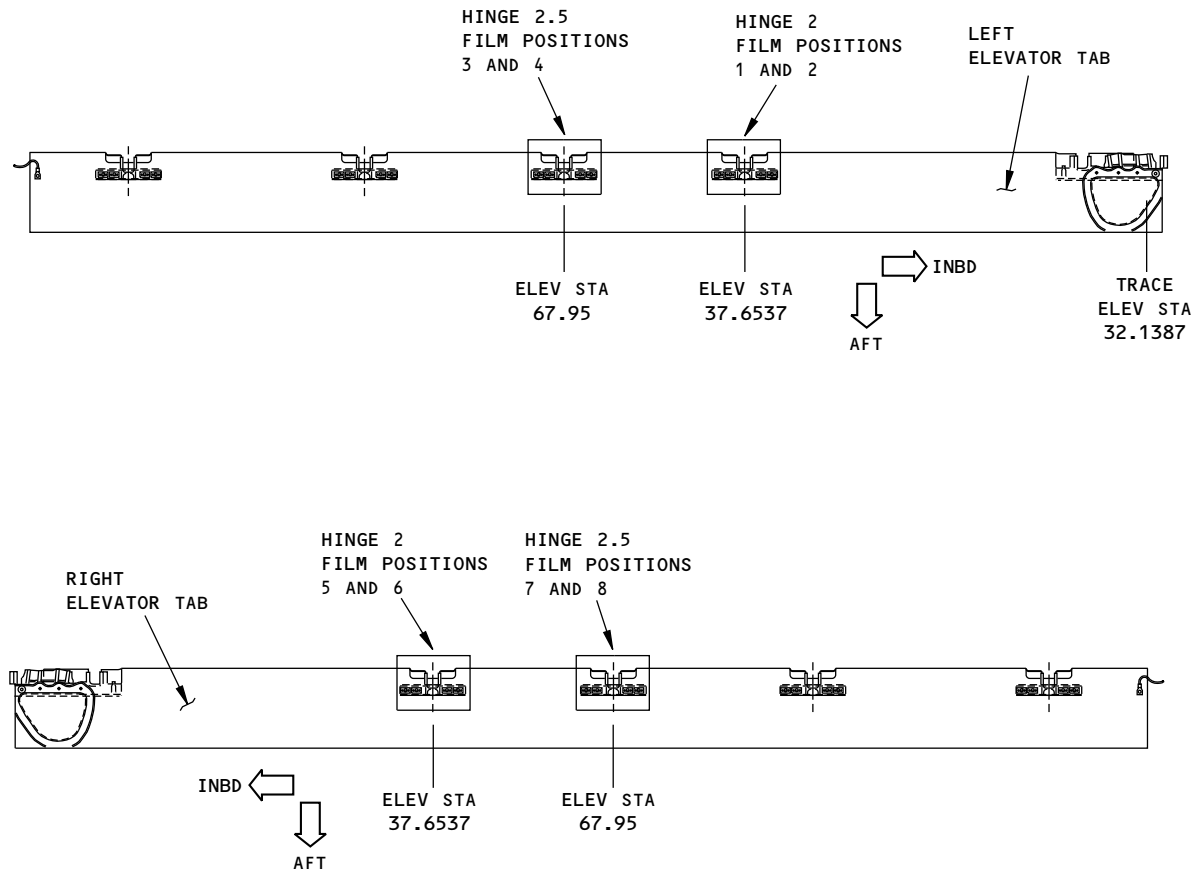 HINGE 2.5
FILM POSITIONS
3 AND 4
HINGE 2
FILM POSITIONS
1 AND 2
LEFT
ELEVATOR TAB
ELEV STA
67.95
ELEV STA
37.6537
INBD
AFT
TRACE
ELEV STA
32.1387
HINGE 2
FILM POSITIONS
5 AND 6
HINGE 2.5
FILM POSITIONS
7 AND 8
RIGHT
ELEVATOR TAB
INBD
AFT
ELEV STA
37.6537
ELEV STA
67.95